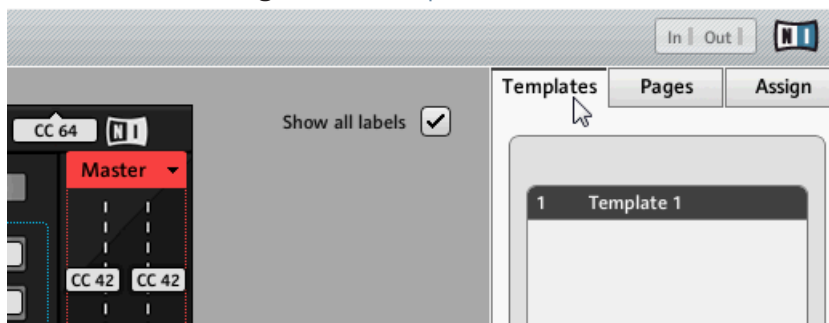 In Out NI
Templates Pages Assign
CC 64 NI Show all labels
Master
1 Template 1
CC 42 CC 42